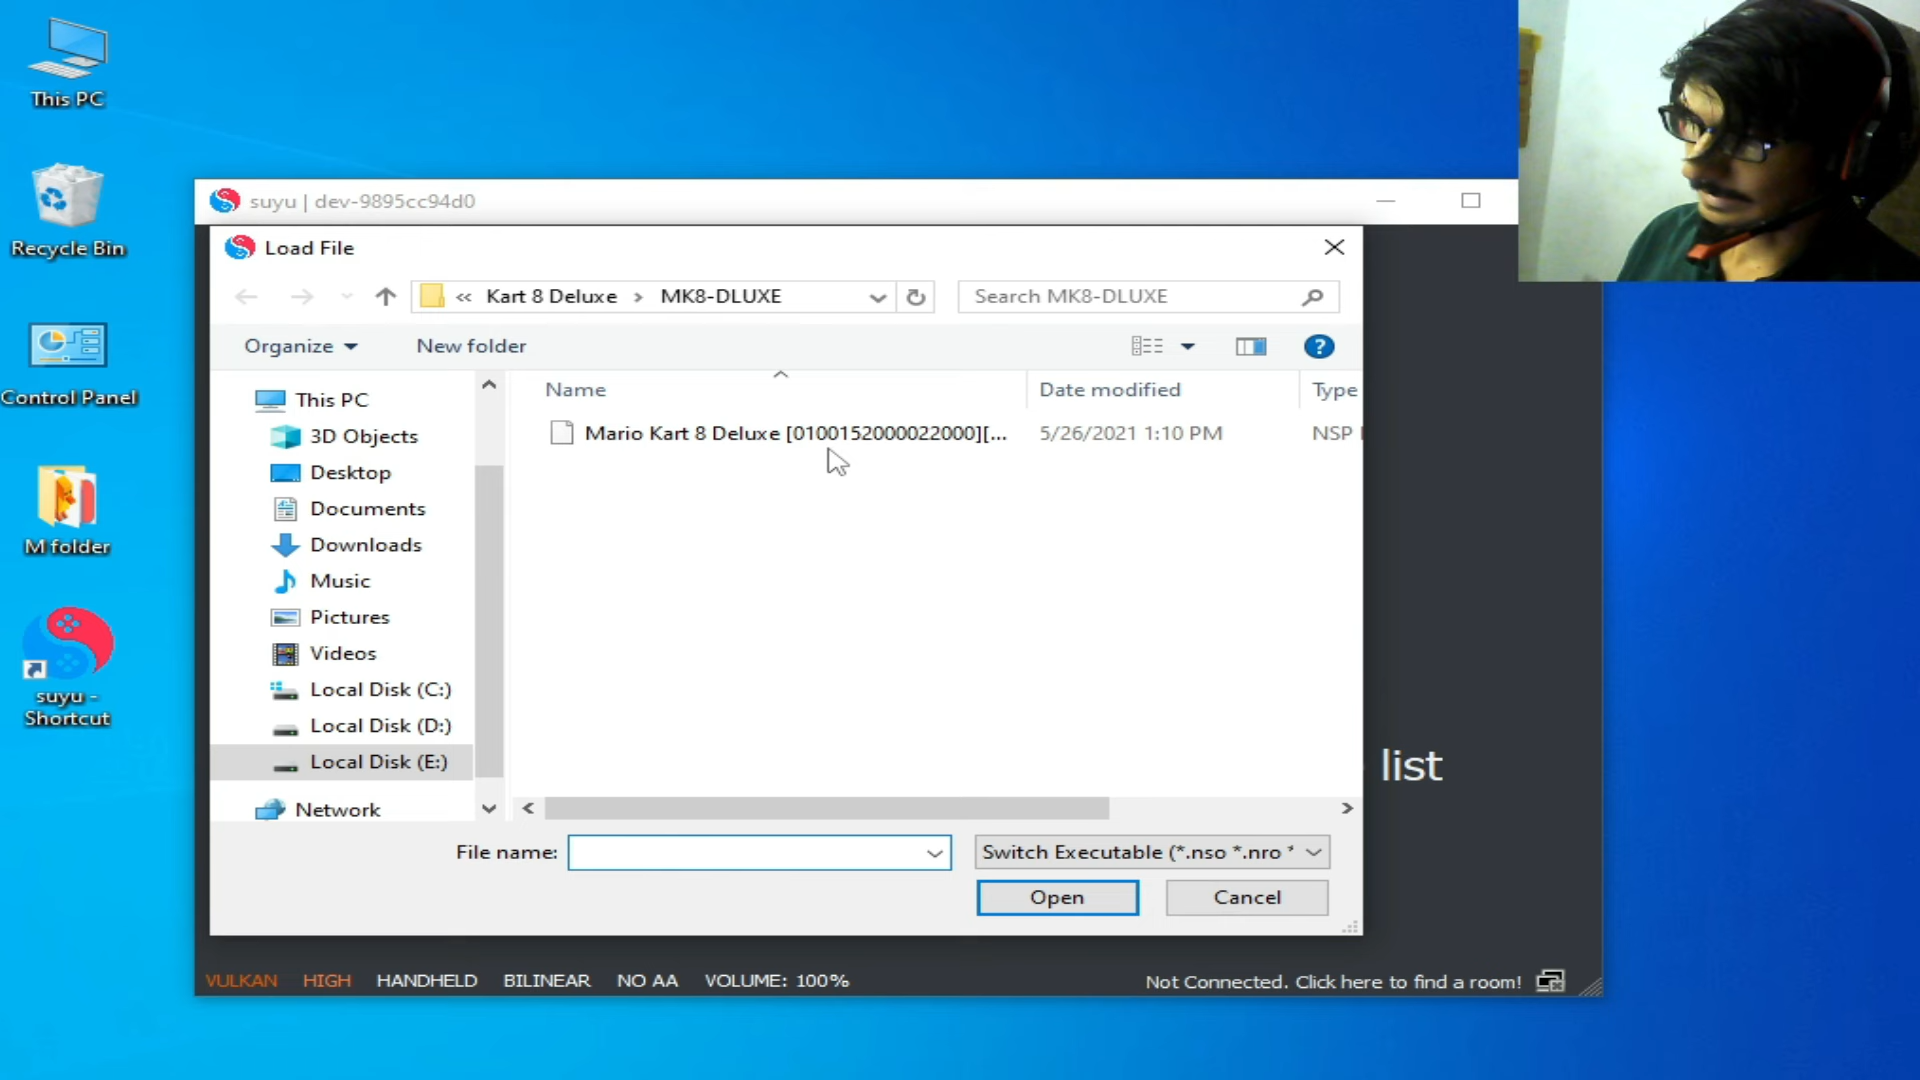 This PC
Recycle Bin
Control Panel
M folder
suyu -
Shortcut
suyu | dev-9895cc94d0
Load File
« Kart 8 Deluxe > MK8-DLUXE
Search MK8-DLUXE
Organize
New folder
?
This PC
3D Objects
Desktop
Documents
Downloads
Music
Pictures
Videos
Local Disk (C:)
Local Disk (D:)
Local Disk (E:)
Network
Name
Date modified
Type
Mario Kart 8 Deluxe [0100152000022000][...
5/26/2021 1:10 PM
NSP
File name:
Switch Executable (*.nso *.nro *
Open
Cancel
list
VULKAN HIGH HANDHELD BILINEAR NO AA VOLUME: 100%
Not Connected. Click here to find a room!